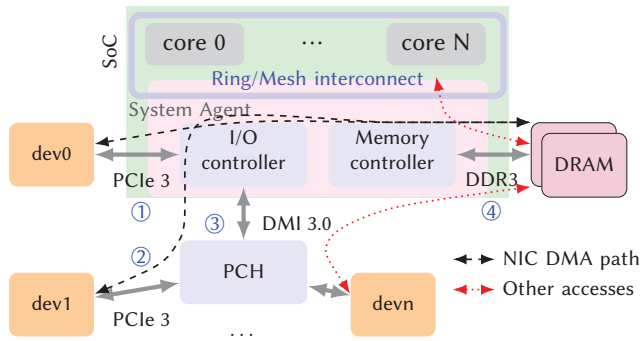 SoC
core 0
...
core N
Ring/Mesh interconnect
System Agent
dev0
I/O
controller
Memory
controller
DRAM
PCIe 3
DDR3
①
③
④
DMI 3.0
②
PCH
NIC DMA path
dev1
devn
Other accesses
PCIe 3
...